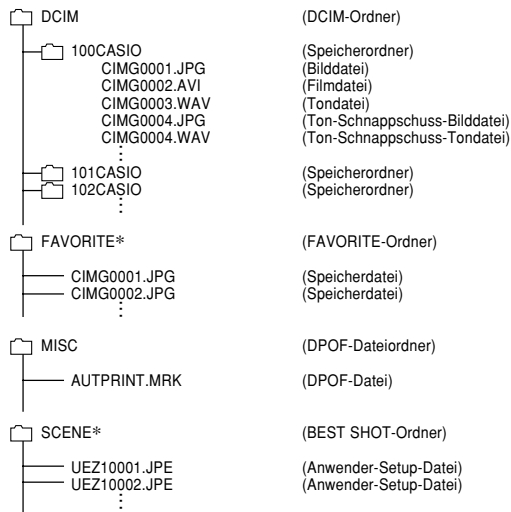 DCIM (DCIM-Ordner)
100CASIO (Speicherordner)
CIMG0001.JPG (Bilddatei)
CIMG0002.AVI (Filmdatei)
CIMG0003.WAV (Tondatei)
CIMG0004.JPG (Ton-Schnappschuss-Bilddatei)
CIMG0004.WAV (Ton-Schnappschuss-Tondatei)
101CASIO (Speicherordner)
102CASIO (Speicherordner)
FAVORITE* (FAVORITE-Ordner)
CIMG0001.JPG (Speicherdatei)
CIMG0002.JPG (Speicherdatei)
MISC (DPOF-Dateiordner)
AUTPRINT.MRK (DPOF-Datei)
SCENE* (BEST SHOT-Ordner)
UEZ10001.JPE (Anwender-Setup-Datei)
UEZ10002.JPE (Anwender-Setup-Datei)